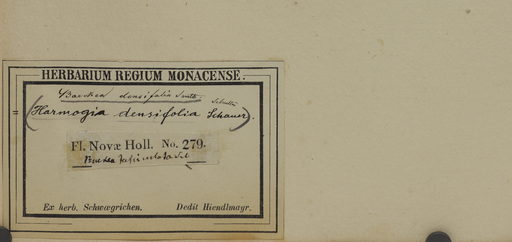 HERBARIUM REGIUM MONACENSE.
Baeckea densifolia Smith.
= (Harmogia densifolia Schauer).
Fl. Novæ Holl. No. 279.
Ex herb. Schwægrichen. Dedit Hiendlmayr.